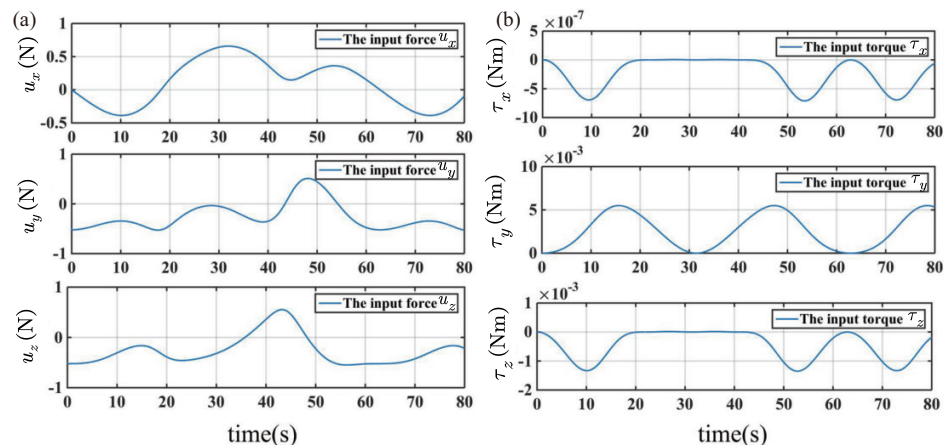 (a)
1
0.5
0
-0.5
u_x (N)
The input force u_x
0 10 20 30 40 50 60 70 80
1
0
-1
u_y (N)
The input force u_y
0 10 20 30 40 50 60 70 80
1
0
-1
u_z (N)
The input force u_z
0 10 20 30 40 50 60 70 80
time(s)
(b)
×10⁻⁷
5
0
-5
-10
τ_x (Nm)
The input torque τ_x
0 10 20 30 40 50 60 70 80
×10⁻³
10
5
0
τ_y (Nm)
The input torque τ_y
0 10 20 30 40 50 60 70 80
×10⁻³
1
0
-1
-2
τ_z (Nm)
The input torque τ_z
0 10 20 30 40 50 60 70 80
time(s)